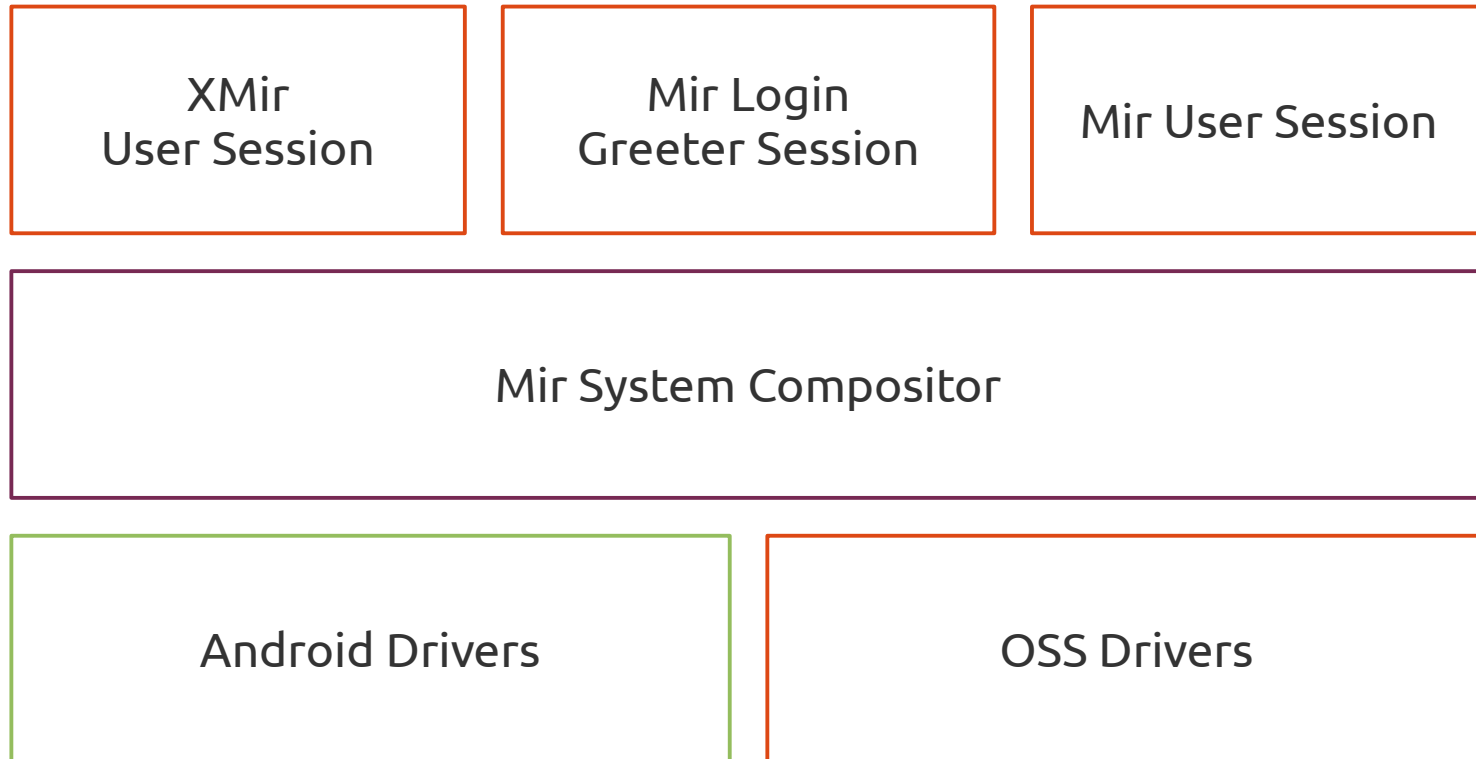 XMir
User Session
Mir Login
Greeter Session
Mir User Session
Mir System Compositor
Android Drivers
OSS Drivers